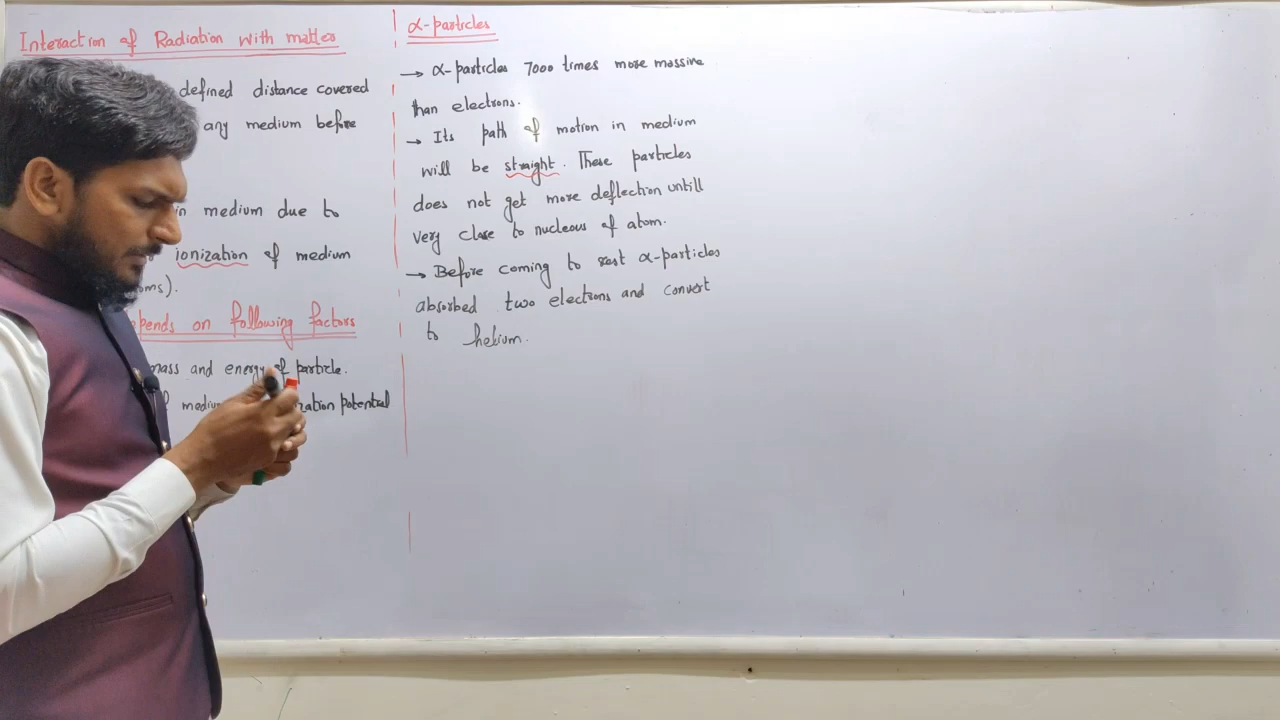 Interaction of Radiation with matter
defined distance covered
any medium before
in medium due to
ionization of medium
oms).
epends on following factors
mass and energy of particle.
medium
zation potential
α-particles
→ α-particles 7000 times more massive
than electrons.
→ Its path of motion in medium
will be straight. These particles
does not get more deflection untill
very close to nucleous of atom.
→ Before coming to rest α-particles
absorbed two electrons and convert
to helium.